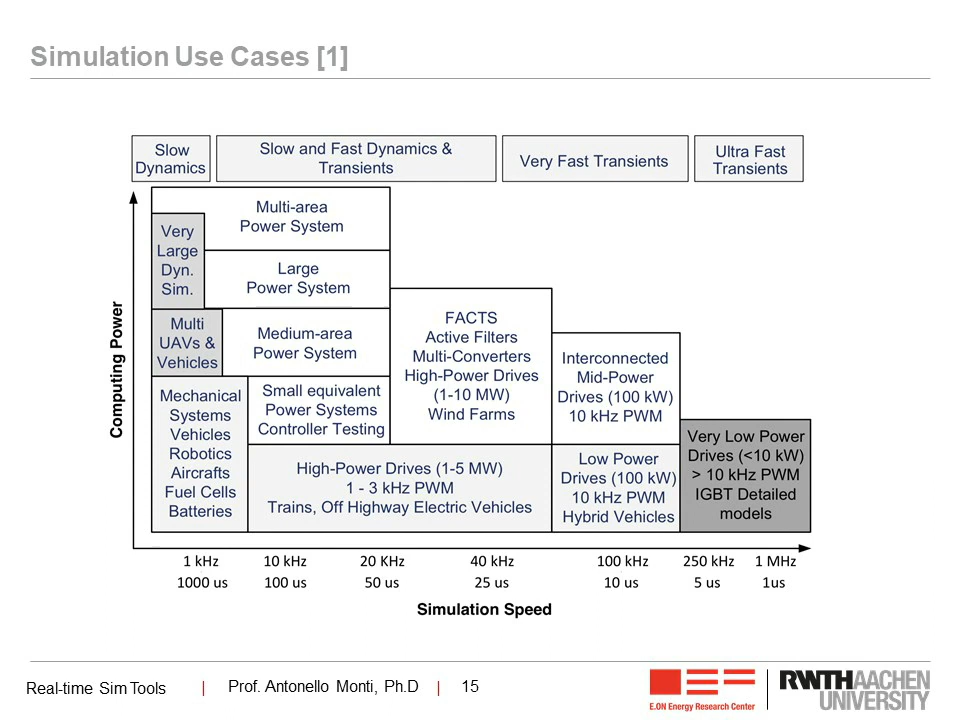 Simulation Use Cases [1]
Slow
Dynamics
Slow and Fast Dynamics &
Transients
Very Fast Transients
Ultra Fast
Transients
Computing Power
Multi-area
Power System
Very
Large
Dyn.
Sim.
Large
Power System
Multi
UAVs &
Vehicles
Medium-area
Power System
FACTS
Active Filters
Multi-Converters
High-Power Drives
(1-10 MW)
Wind Farms
Interconnected
Mid-Power
Drives (100 kW)
10 kHz PWM
Mechanical
Systems
Vehicles
Robotics
Aircrafts
Fuel Cells
Batteries
Small equivalent
Power Systems
Controller Testing
High-Power Drives (1-5 MW)
1 - 3 kHz PWM
Trains, Off Highway Electric Vehicles
Low Power
Drives (100 kW)
10 kHz PWM
Hybrid Vehicles
Very Low Power
Drives (<10 kW)
> 10 kHz PWM
IGBT Detailed
models
1 kHz 10 kHz 20 KHz 40 kHz 100 kHz 250 kHz 1 MHz
1000 us 100 us 50 us 25 us 10 us 5 us 1us
Simulation Speed
Real-time Sim Tools | Prof. Antonello Monti, Ph.D | 15
E.ON Energy Research Center
RWTHAACHEN
UNIVERSITY